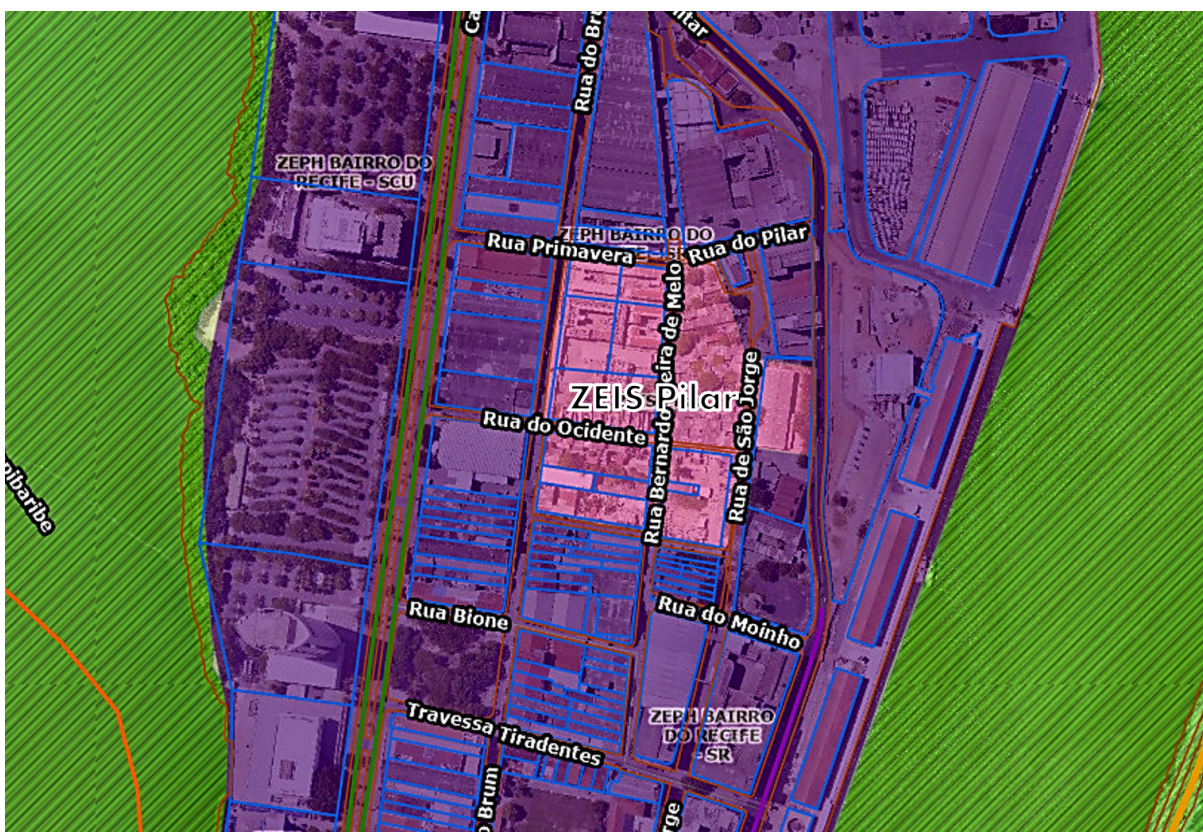 Rua do Bru
ZEPH BAIRRO DO
RECIFE - SCU
ZEPH BAIRRO DO
Rua Primavera
Rua do Pilar
Rua Bernardo
eira de Melo
ZEIS Pilar
Rua de São Jorge
Rua do Ocidente
pibaribe
Rua Bione
Rua do Moinho
Travessa Tiradentes
ZEPH BAIRRO
DO RECIFE
- SR
o Brum
rge